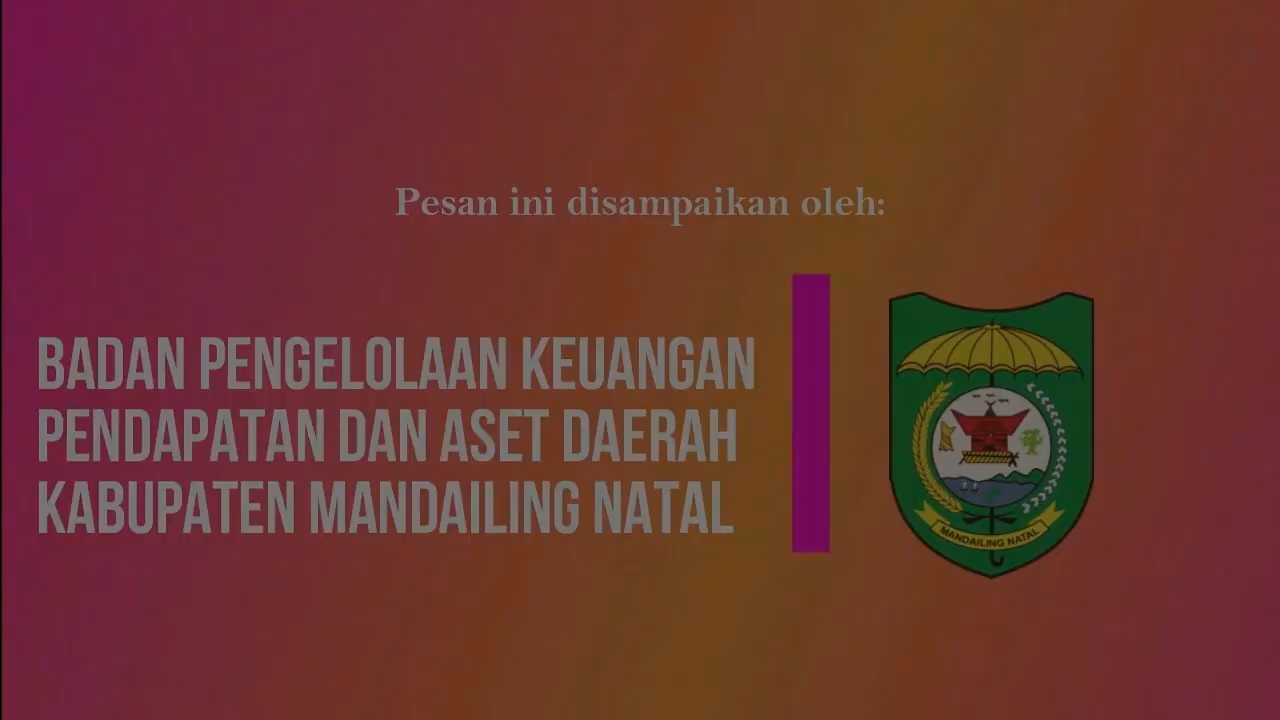 Pesan ini disampaikan oleh:
BADAN PENGELOLAAN KEUANGAN
PENDAPATAN DAN ASET DAERAH
KABUPATEN MANDAILING NATAL
MANDAILING NATAL